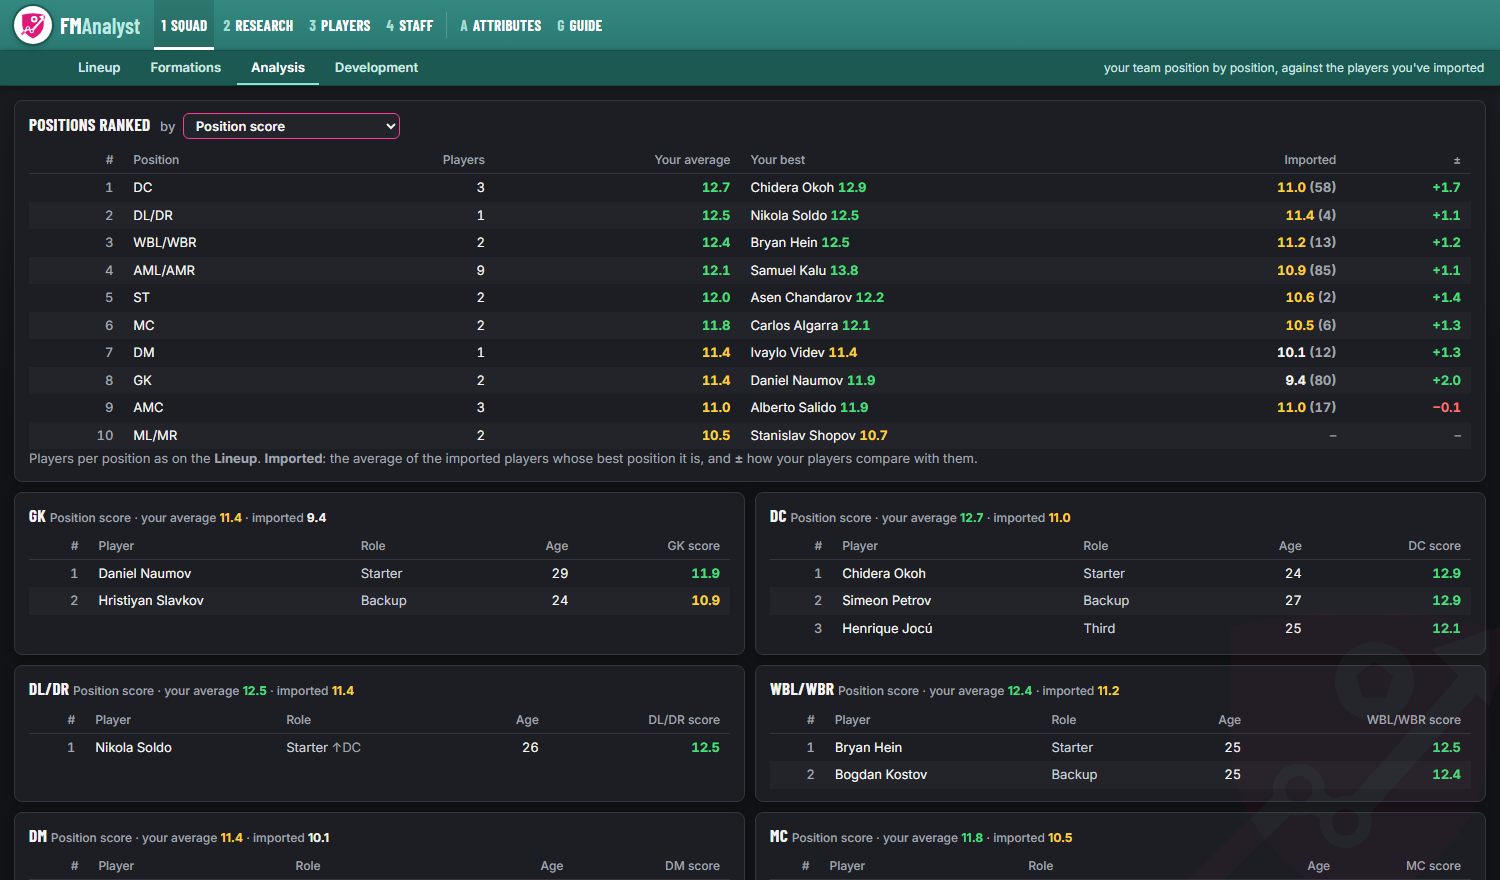 FMAnalyst 1 SQUAD 2 RESEARCH 3 PLAYERS 4 STAFF A ATTRIBUTES G GUIDE
Lineup Formations Analysis Development your team position by position, against the players you've imported
POSITIONS RANKED by Position score
# Position Players Your average Your best Imported ±
1 DC 3 12.7 Chidera Okoh 12.9 11.0 (58) +1.7
2 DL/DR 1 12.5 Nikola Soldo 12.5 11.4 (4) +1.1
3 WBL/WBR 2 12.4 Bryan Hein 12.5 11.2 (13) +1.2
4 AML/AMR 9 12.1 Samuel Kalu 13.8 10.9 (85) +1.1
5 ST 2 12.0 Asen Chandarov 12.2 10.6 (2) +1.4
6 MC 2 11.8 Carlos Algarra 12.1 10.5 (6) +1.3
7 DM 1 11.4 Ivaylo Videv 11.4 10.1 (12) +1.3
8 GK 2 11.4 Daniel Naumov 11.9 9.4 (80) +2.0
9 AMC 3 11.0 Alberto Salido 11.9 11.0 (17) −0.1
10 ML/MR 2 10.5 Stanislav Shopov 10.7 – –
Players per position as on the Lineup. Imported: the average of the imported players whose best position it is, and ± how your players compare with them.
GK Position score · your average 11.4 · imported 9.4
# Player Role Age GK score
1 Daniel Naumov Starter 29 11.9
2 Hristiyan Slavkov Backup 24 10.9
DC Position score · your average 12.7 · imported 11.0
# Player Role Age DC score
1 Chidera Okoh Starter 24 12.9
2 Simeon Petrov Backup 27 12.9
3 Henrique Jocú Third 25 12.1
DL/DR Position score · your average 12.5 · imported 11.4
# Player Role Age DL/DR score
1 Nikola Soldo Starter ↑DC 26 12.5
WBL/WBR Position score · your average 12.4 · imported 11.2
# Player Role Age WBL/WBR score
1 Bryan Hein Starter 25 12.5
2 Bogdan Kostov Backup 25 12.4
DM Position score · your average 11.4 · imported 10.1
# Player Role Age DM score
MC Position score · your average 11.8 · imported 10.5
# Player Role Age MC score